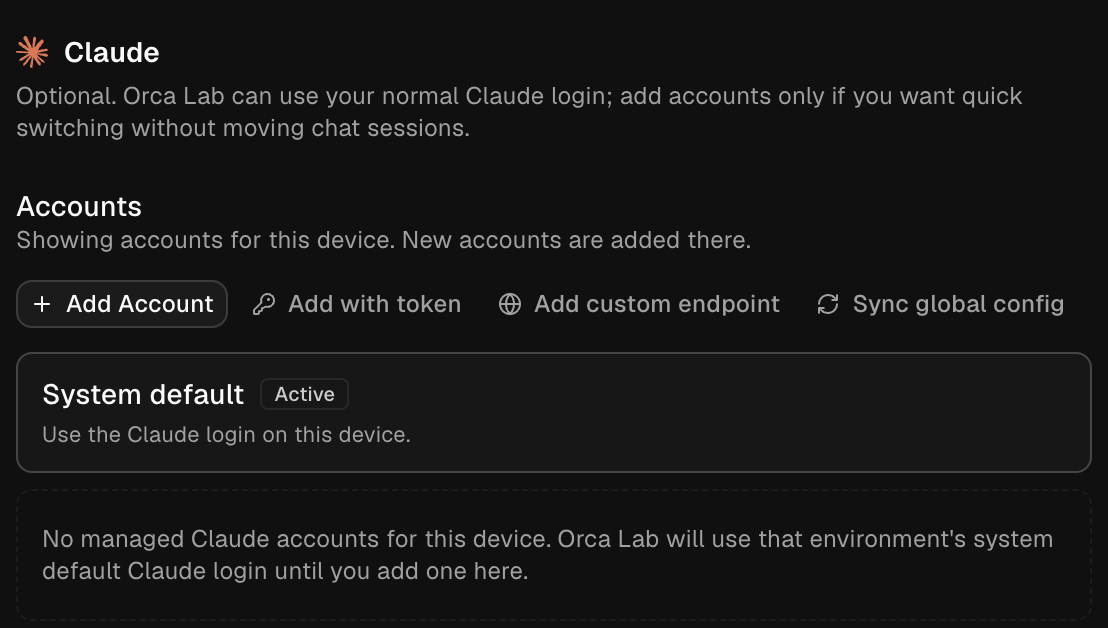 Claude
Optional. Orca Lab can use your normal Claude login; add accounts only if you want quick
switching without moving chat sessions.
Accounts
Showing accounts for this device. New accounts are added there.
Add Account
Add with token
Add custom endpoint
Sync global config
System default
Active
Use the Claude login on this device.
No managed Claude accounts for this device. Orca Lab will use that environment's system
default Claude login until you add one here.